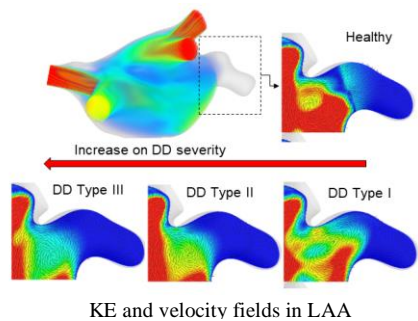 Healthy
Increase on DD severity
DD Type III
DD Type II
DD Type I
KE and velocity fields in LAA